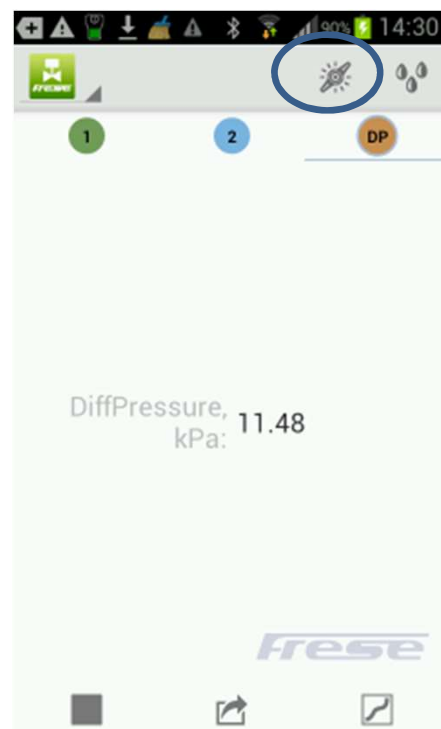 90% 14:30
FRESE
1 2 DP
DiffPressure, 11.48
kPa:
Frese